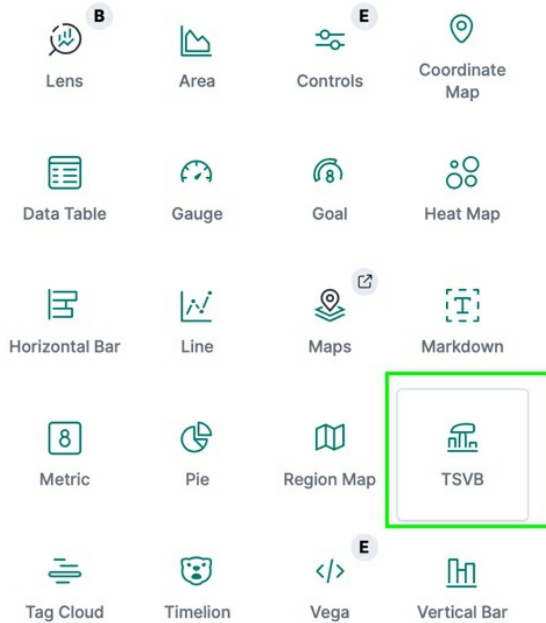 B
E
Lens Area Controls Coordinate
Map
8
Data Table Gauge Goal Heat Map
T
Horizontal Bar Line Maps Markdown
8
Metric Pie Region Map TSVB
E
</>
Tag Cloud Timelion Vega Vertical Bar